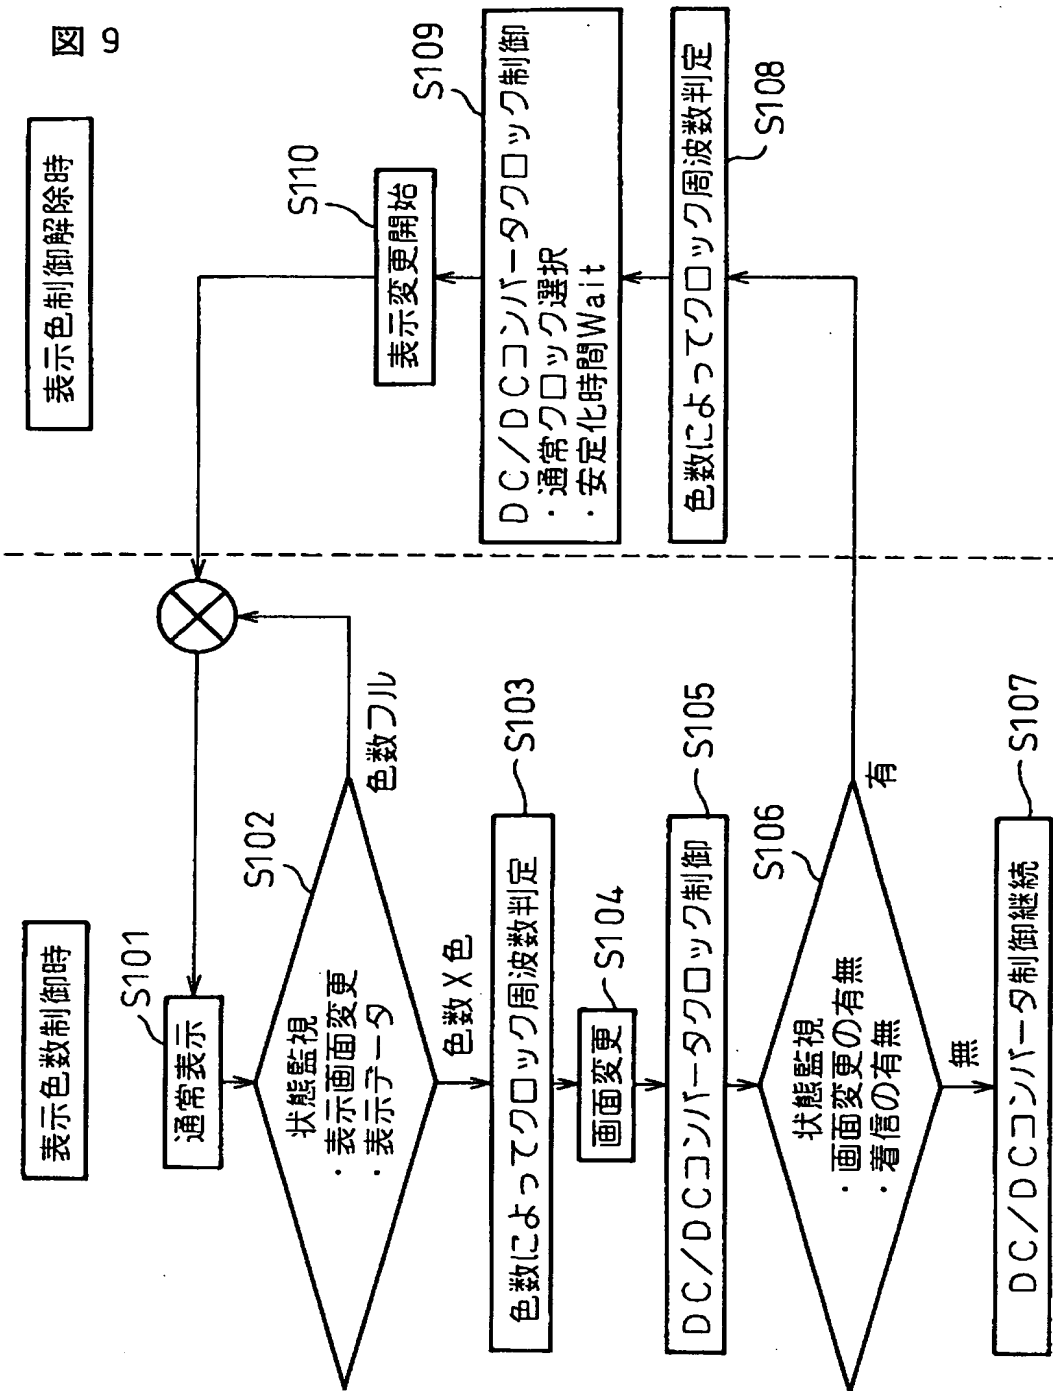 図 9
表示色数制御時
通常表示
S101
状態監視
・表示画面変更
・表示データ
S102
色数フル
色数X色
色数によってクロック周波数判定
S103
画面変更
S104
DC/DCコンバータクロック制御
S105
状態監視
・画面変更の有無
・着信の有無
S106
有
無
DC/DCコンバータ制御継続
S107
表示色制御解除時
表示変更開始
S110
DC/DCコンバータクロック制御
・通常クロック選択
・安定化時間Wait
S109
色数によってクロック周波数判定
S108